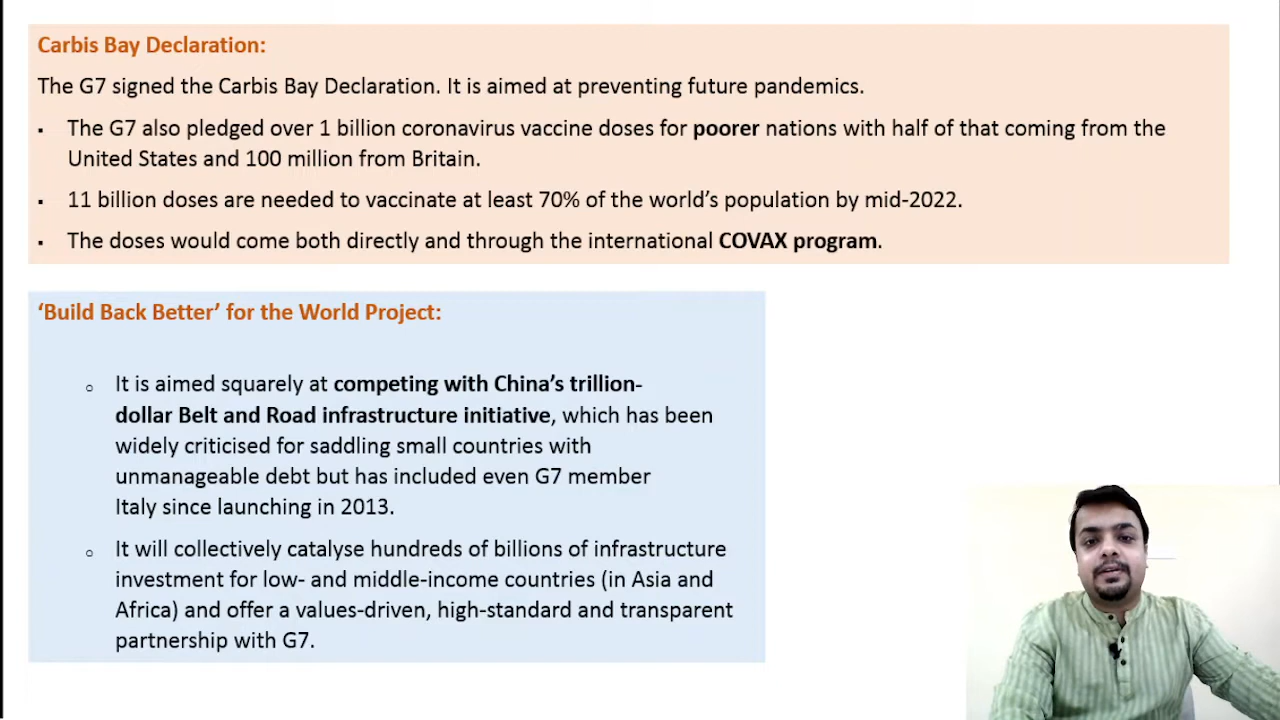 Carbis Bay Declaration:
The G7 signed the Carbis Bay Declaration. It is aimed at preventing future pandemics.
▪ The G7 also pledged over 1 billion coronavirus vaccine doses for poorer nations with half of that coming from the
United States and 100 million from Britain.
▪ 11 billion doses are needed to vaccinate at least 70% of the world’s population by mid-2022.
▪ The doses would come both directly and through the international COVAX program.
‘Build Back Better’ for the World Project:
○ It is aimed squarely at competing with China’s trillion-
dollar Belt and Road infrastructure initiative, which has been
widely criticised for saddling small countries with
unmanageable debt but has included even G7 member
Italy since launching in 2013.
○ It will collectively catalyse hundreds of billions of infrastructure
investment for low- and middle-income countries (in Asia and
Africa) and offer a values-driven, high-standard and transparent
partnership with G7.